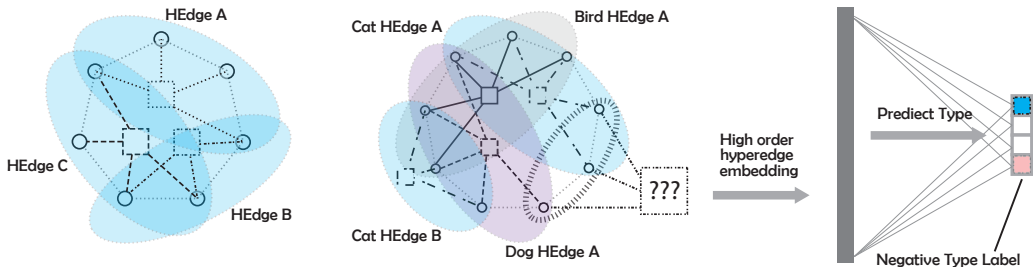 HEdge A
HEdge C
HEdge B
Cat HEdge A
Bird HEdge A
Cat HEdge B
Dog HEdge A
???
High order
hyperedge
embedding
Prediect Type
Negative Type Label